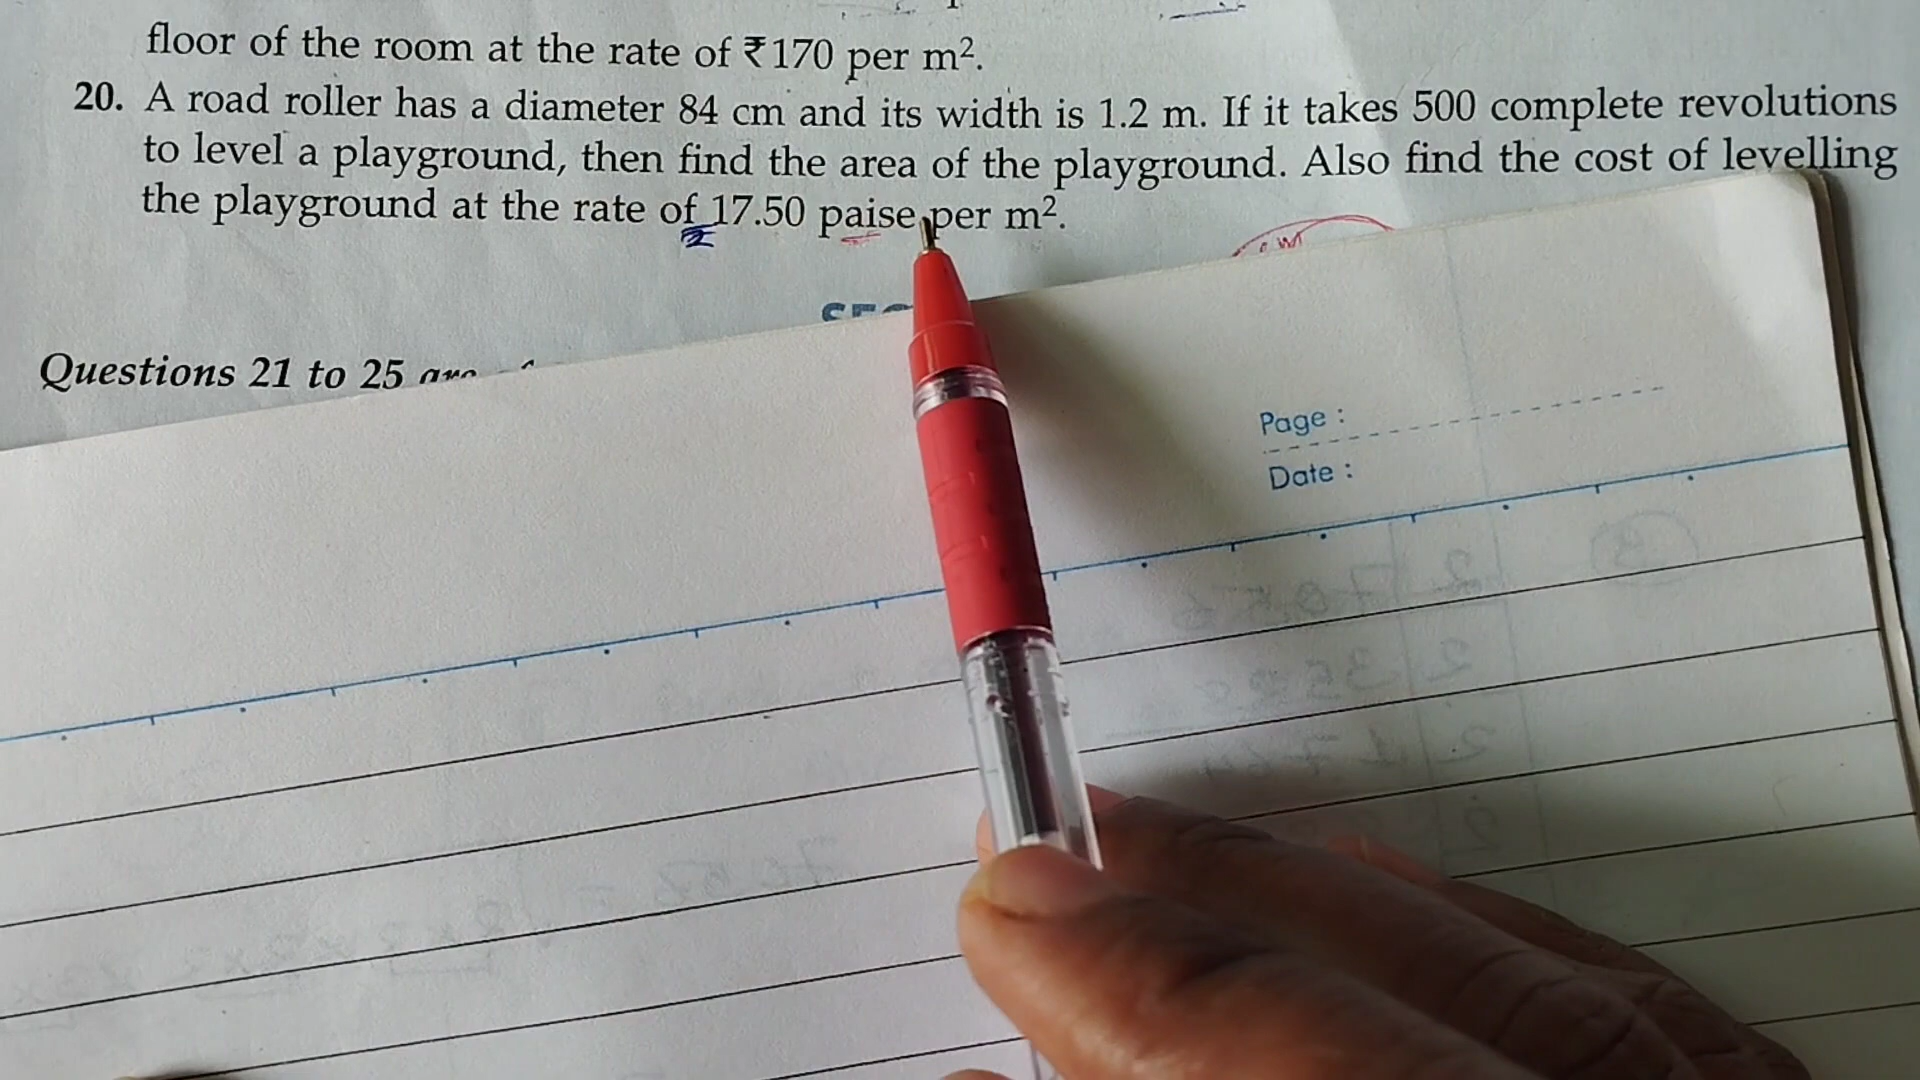 floor of the room at the rate of ₹170 per m².
20. A road roller has a diameter 84 cm and its width is 1.2 m. If it takes 500 complete revolutions
to level a playground, then find the area of the playground. Also find the cost of levelling
the playground at the rate of 17.50 paise per m².
Questions 21 to 25 are
Page :
Date :